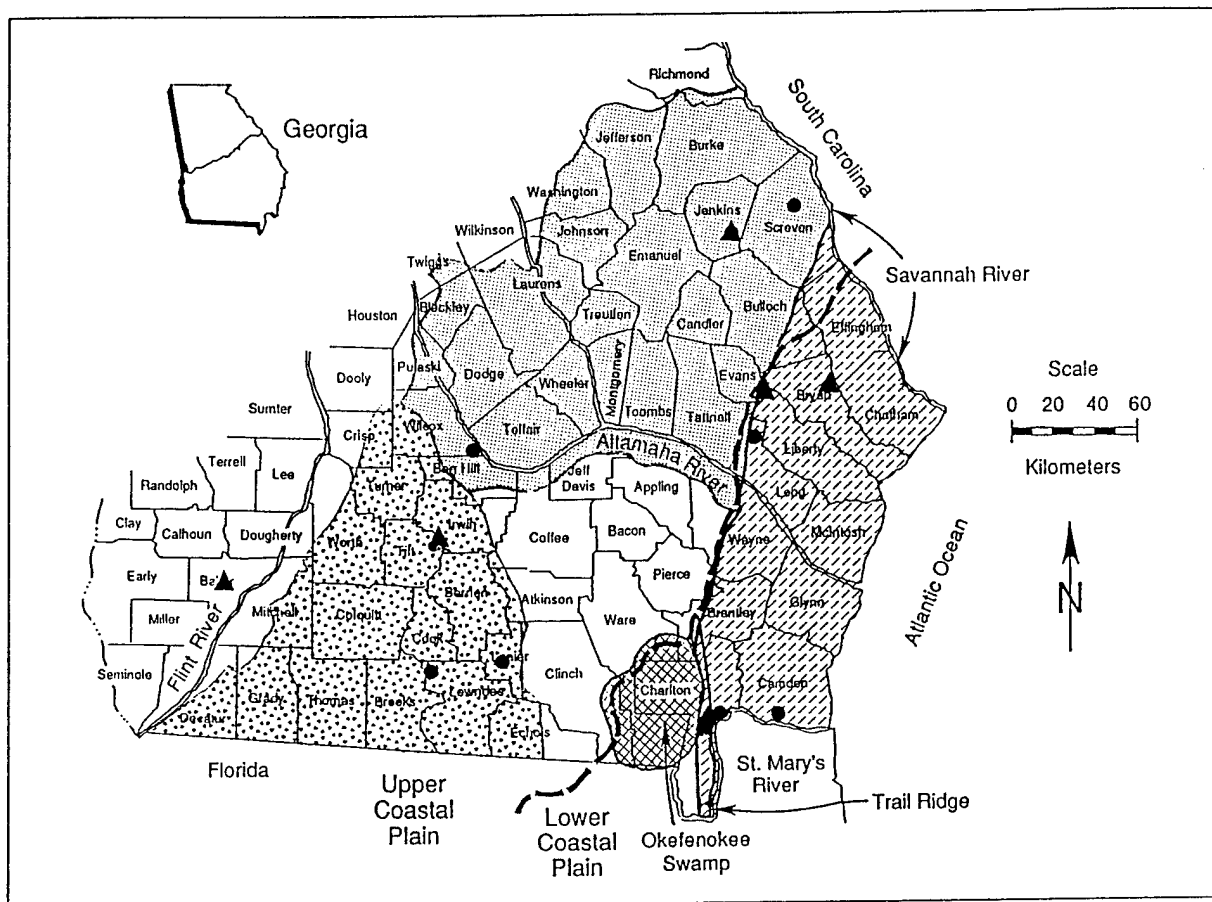 Georgia
Richmond
South Carolina
Jefferson
Burke
Washington
Jenkins
Screven
Wilkinson
Johnson
Emanuel
Twiggs
Laurens
Savannah River
Houston
Bleckley
Treutlen
Candler
Bulloch
Effingham
Dooly
Pulaski
Dodge
Wheeler
Montgomery
Evans
Bryan
Scale
Sumter
Toombs
Tattnall
Chatham
0 20 40 60
Crisp
Wilcox
Telfair
Altamaha River
Liberty
Kilometers
Terrell
Lee
Ben Hill
Jeff
Davis
Appling
Randolph
Turner
Long
Clay
Calhoun
Dougherty
Worth
Tift
Irwin
Coffee
Bacon
Wayne
McIntosh
Early
Pierce
Atlantic Ocean
N
Miller
Mitchell
Colquitt
Berrien
Atkinson
Ware
Brantley
Glynn
Cook
Seminole
Flint River
Lanier
Clinch
Charlton
Camden
Decatur
Grady
Thomas
Brooks
Lowndes
Echols
Florida
Upper
Coastal
Plain
Lower
Coastal
Plain
St. Mary's
River
Trail Ridge
Okefenokee
Swamp